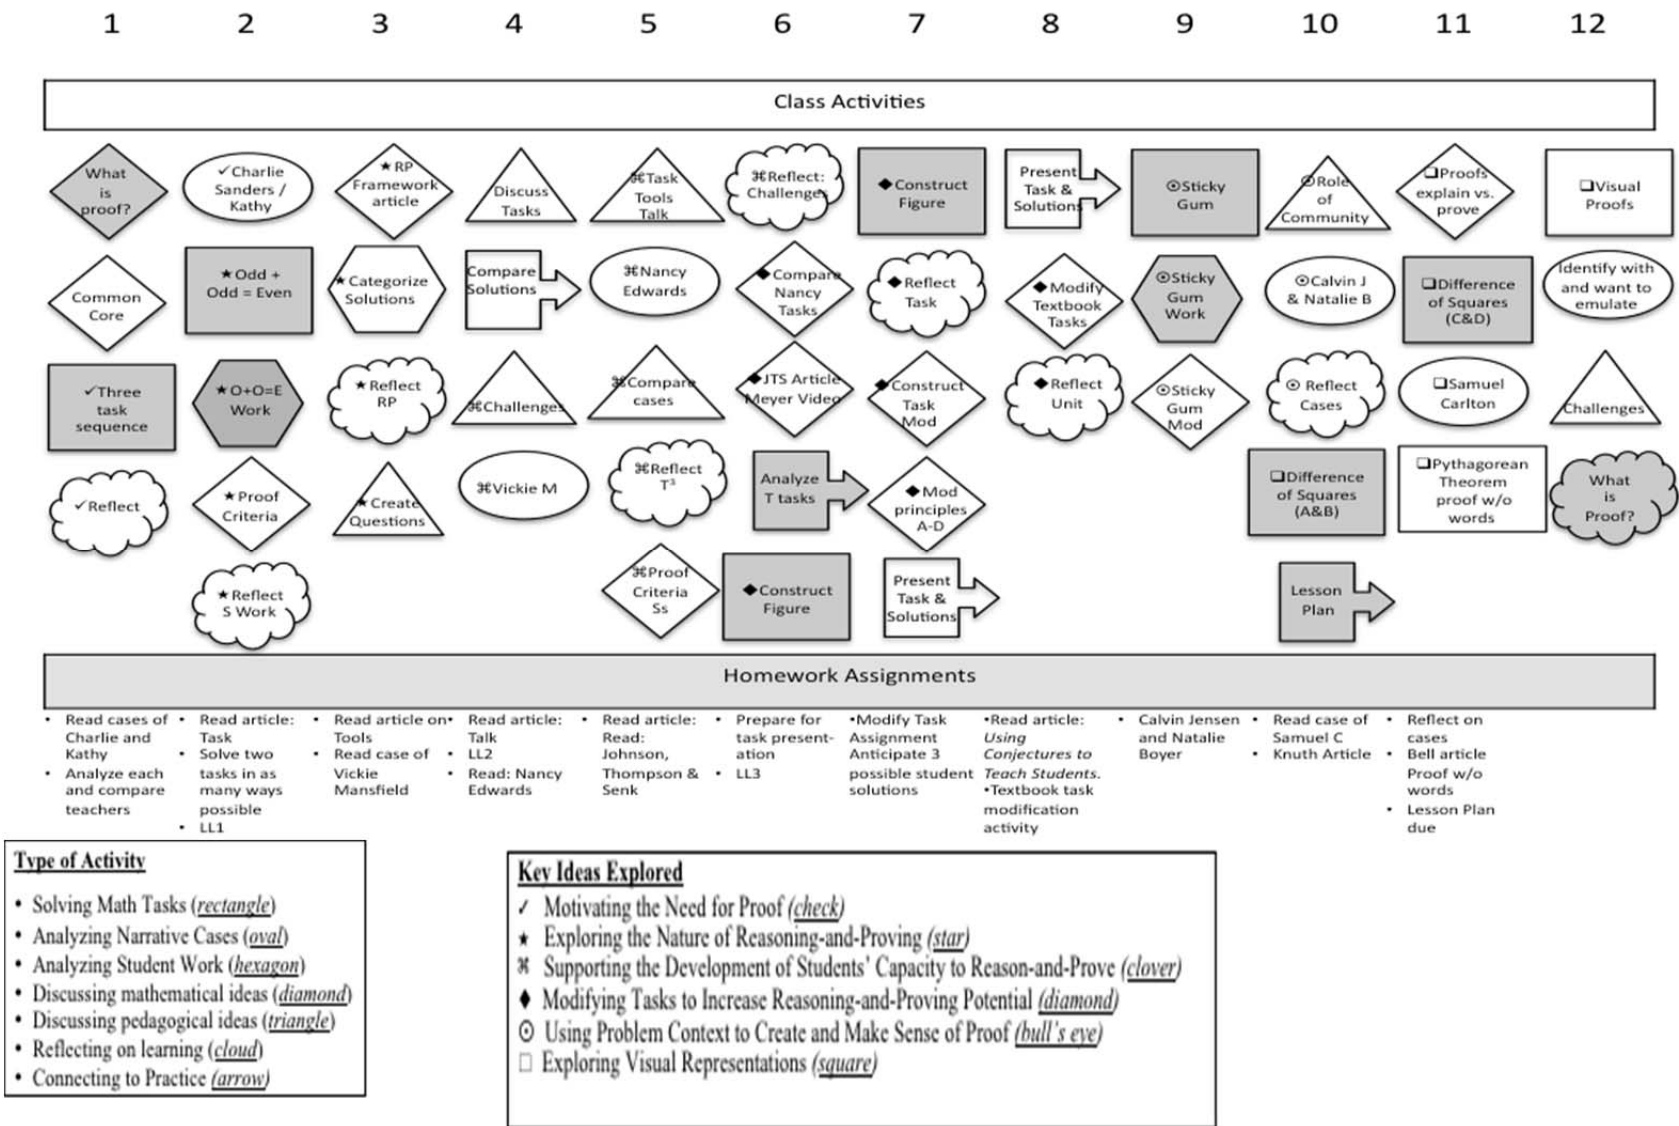 1 2 3 4 5 6 7 8 9 10 11 12
Class Activities
What
is
proof?
✓Charlie
Sanders /
Kathy
★RP
Framework
article
Discuss
Tasks
⌘Task
Tools
Talk
⌘Reflect:
Challenges
◆Construct
Figure
Present
Task &
Solutions
⊙Sticky
Gum
⊙Role
of
Community
❑Proofs
explain vs.
prove
❑Visual
Proofs
Common
Core
★Odd +
Odd = Even
★Categorize
Solutions
Compare
Solutions
⌘Nancy
Edwards
◆Compare
Nancy
Tasks
◆Reflect
Task
◆Modify
Textbook
Tasks
⊙Sticky
Gum
Work
⊙Calvin J
& Natalie B
❑Difference
of Squares
(C&D)
Identify with
and want to
emulate
✓Three
task
sequence
★O+O=E
Work
★Reflect
RP
⌘Challenges
⌘Compare
cases
◆JTS Article
Meyer Video
◆Construct
Task
Mod
◆Reflect
Unit
⊙Sticky
Gum
Mod
⊙ Reflect
Cases
❑Samuel
Carlton
Challenges
✓Reflect
★Proof
Criteria
★Create
Questions
⌘Vickie M
⌘Reflect
T³
Analyze
T tasks
◆Mod
principles
A-D
❑Difference
of Squares
(A&B)
❑Pythagorean
Theorem
proof w/o
words
What
is
Proof?
★Reflect
S Work
⌘Proof
Criteria
Ss
◆Construct
Figure
Present
Task &
Solutions
Lesson
Plan
Homework Assignments
• Read cases of
Charlie and
Kathy
• Analyze each
and compare
teachers
• Read article:
Task
• Solve two
tasks in as
many ways
possible
• LL1
• Read article on
Tools
• Read case of
Vickie
Mansfield
• Read article:
Talk
• LL2
• Read: Nancy
Edwards
• Read article:
Read:
Johnson,
Thompson &
Senk
• Prepare for
task present-
ation
• LL3
•Modify Task
Assignment
Anticipate 3
possible student
solutions
•Read article:
Using
Conjectures to
Teach Students.
•Textbook task
modification
activity
• Calvin Jensen
and Natalie
Boyer
• Read case of
Samuel C
• Knuth Article
• Reflect on
cases
• Bell article
Proof w/o
words
• Lesson Plan
due
Type of Activity
• Solving Math Tasks (rectangle)
• Analyzing Narrative Cases (oval)
• Analyzing Student Work (hexagon)
• Discussing mathematical ideas (diamond)
• Discussing pedagogical ideas (triangle)
• Reflecting on learning (cloud)
• Connecting to Practice (arrow)
Key Ideas Explored
✓ Motivating the Need for Proof (check)
★ Exploring the Nature of Reasoning-and-Proving (star)
⌘ Supporting the Development of Students' Capacity to Reason-and-Prove (clover)
◆ Modifying Tasks to Increase Reasoning-and-Proving Potential (diamond)
⊙ Using Problem Context to Create and Make Sense of Proof (bull's eye)
□ Exploring Visual Representations (square)